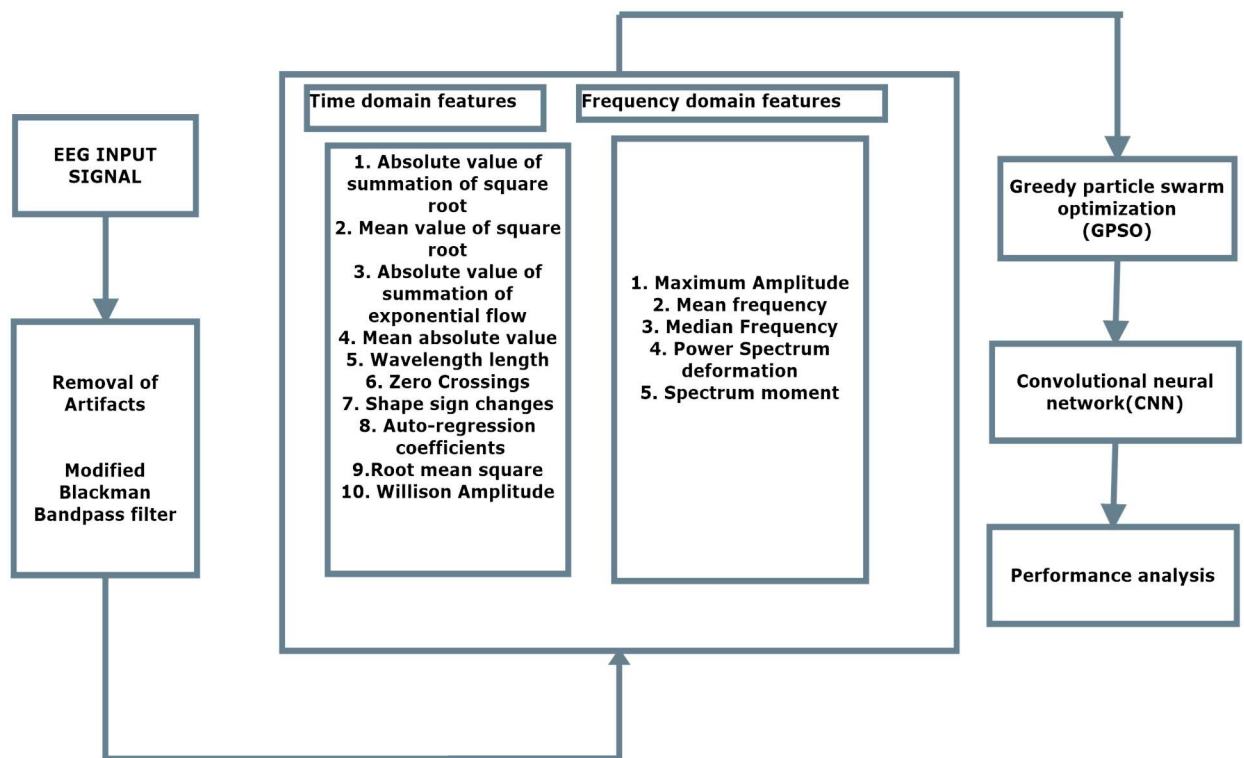 EEG INPUT
SIGNAL
Removal of
Artifacts
Modified
Blackman
Bandpass filter
Time domain features
1. Absolute value of
summation of square
root
2. Mean value of square
root
3. Absolute value of
summation of
exponential flow
4. Mean absolute value
5. Wavelength length
6. Zero Crossings
7. Shape sign changes
8. Auto-regression
coefficients
9.Root mean square
10. Willison Amplitude
Frequency domain features
1. Maximum Amplitude
2. Mean frequency
3. Median Frequency
4. Power Spectrum
deformation
5. Spectrum moment
Greedy particle swarm
optimization
(GPSO)
Convolutional neural
network(CNN)
Performance analysis